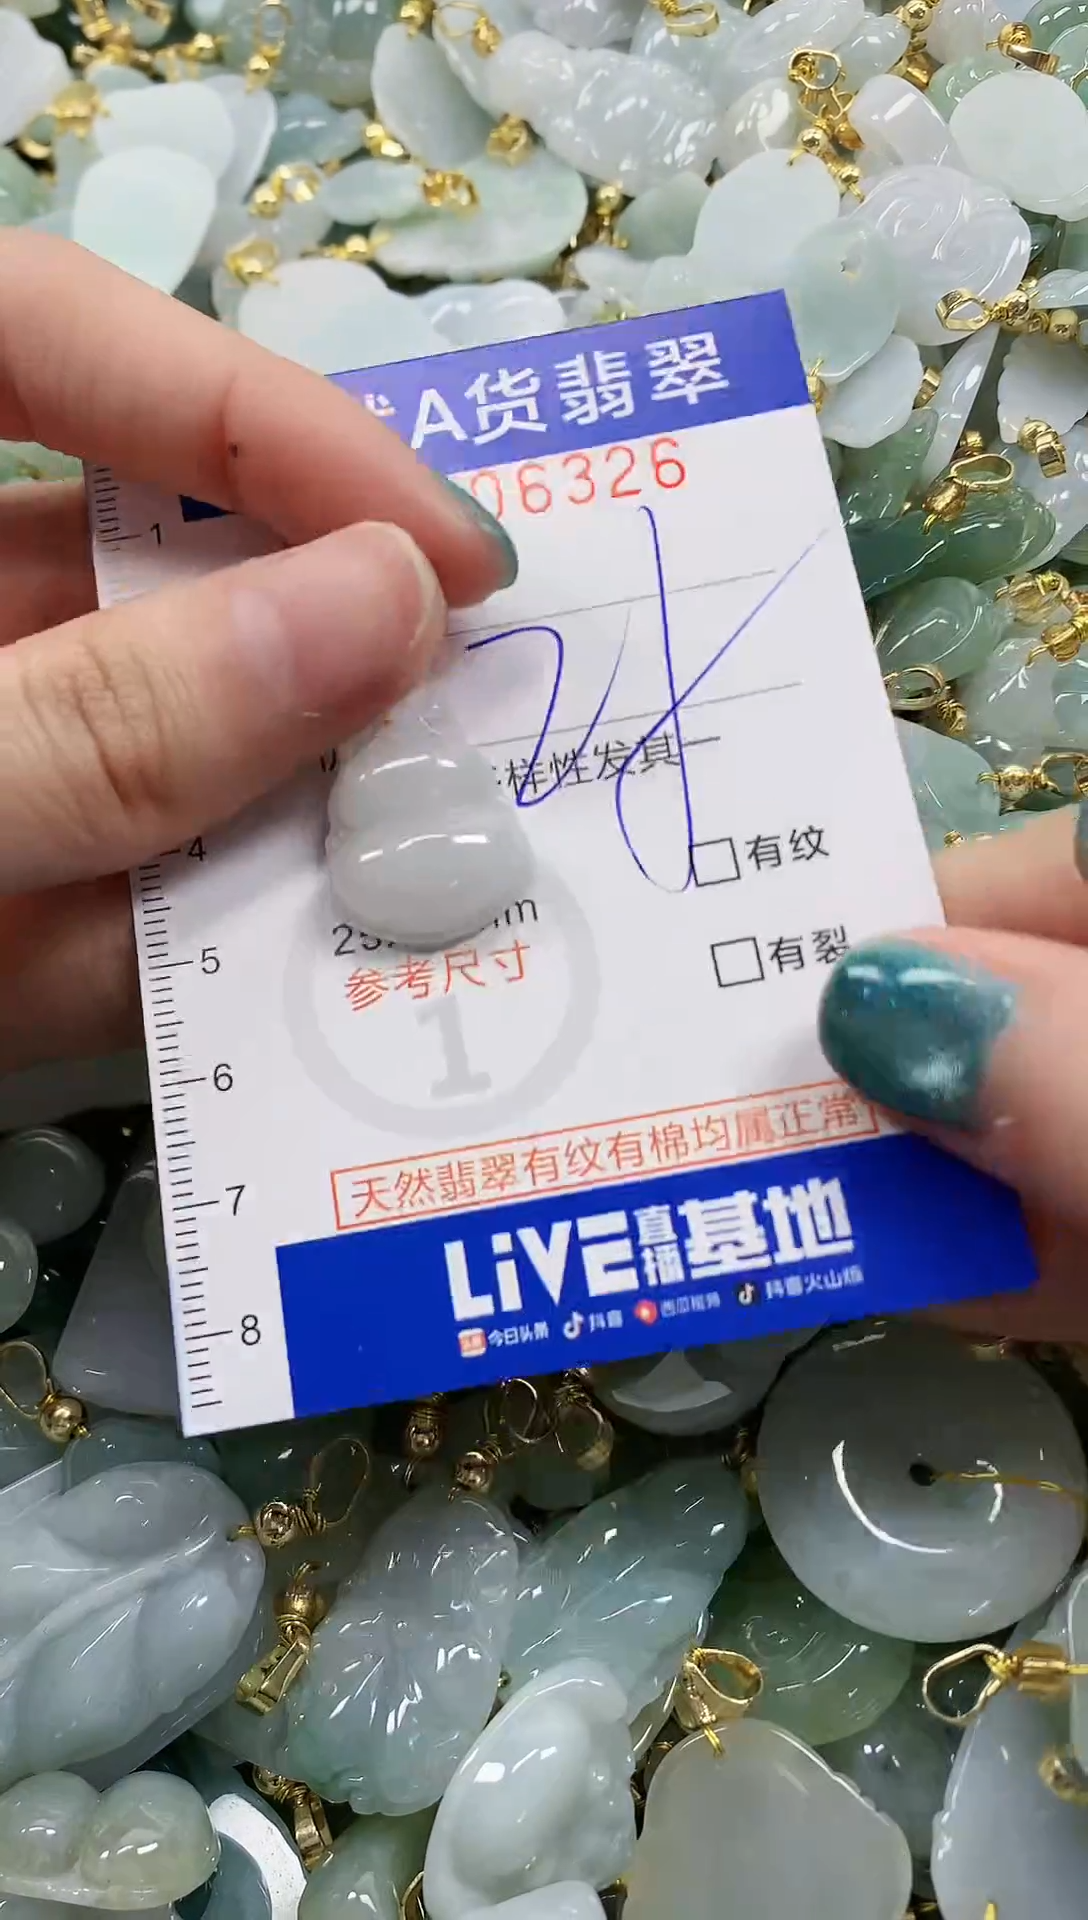 A货翡翠
06326
1
样性发其一
4
有纹
25
5
有裂
参考尺寸
1
6
天然翡翠有纹有棉均属正常
7
LiVE直播基地
8
今日头条 抖音 西瓜视频 抖音火山版